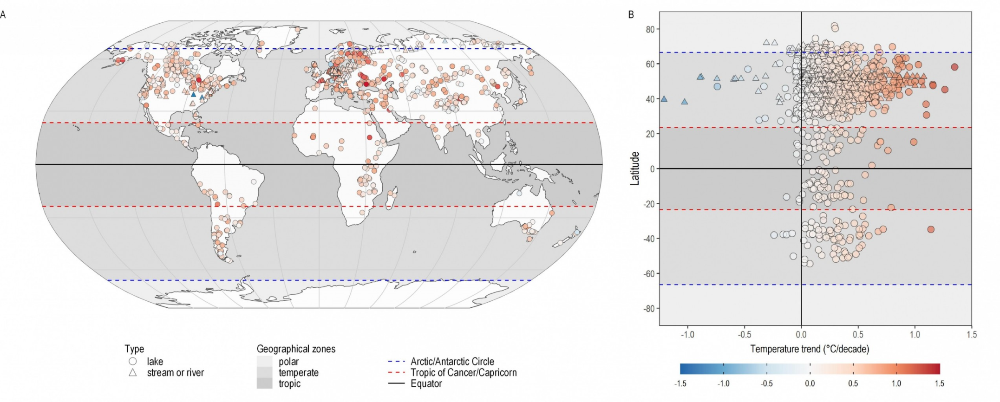 A
B
80
60
40
20
0
-20
-40
-60
-80
Latitude
-1.0
-0.5
0.0
0.5
1.0
1.5
Temperature trend (°C/decade)
-1.5
-1.0
-0.5
0.0
0.5
1.0
1.5
Type
lake
stream or river
Geographical zones
polar
temperate
tropic
Arctic/Antarctic Circle
Tropic of Cancer/Capricorn
Equator